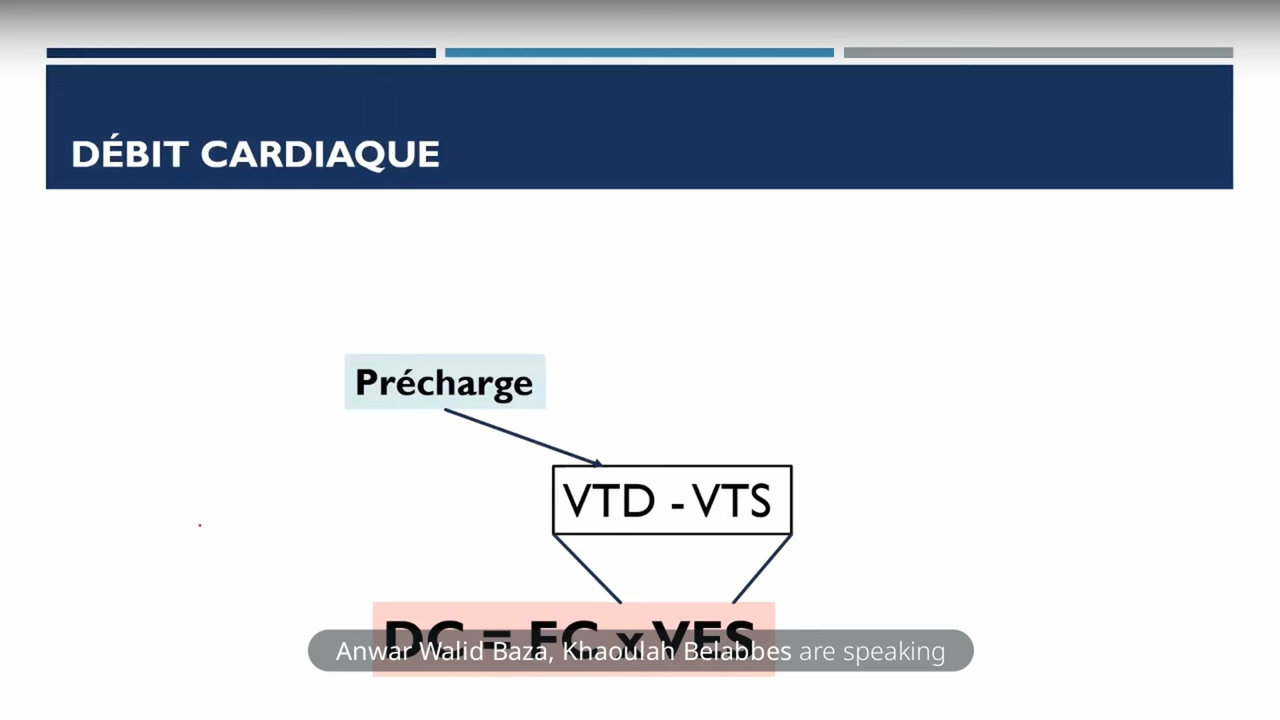 DÉBIT CARDIAQUE
Précharge
VTD - VTS
DC = FC x VES
Anwar Walid Baza, Khaoulah Belabbes are speaking